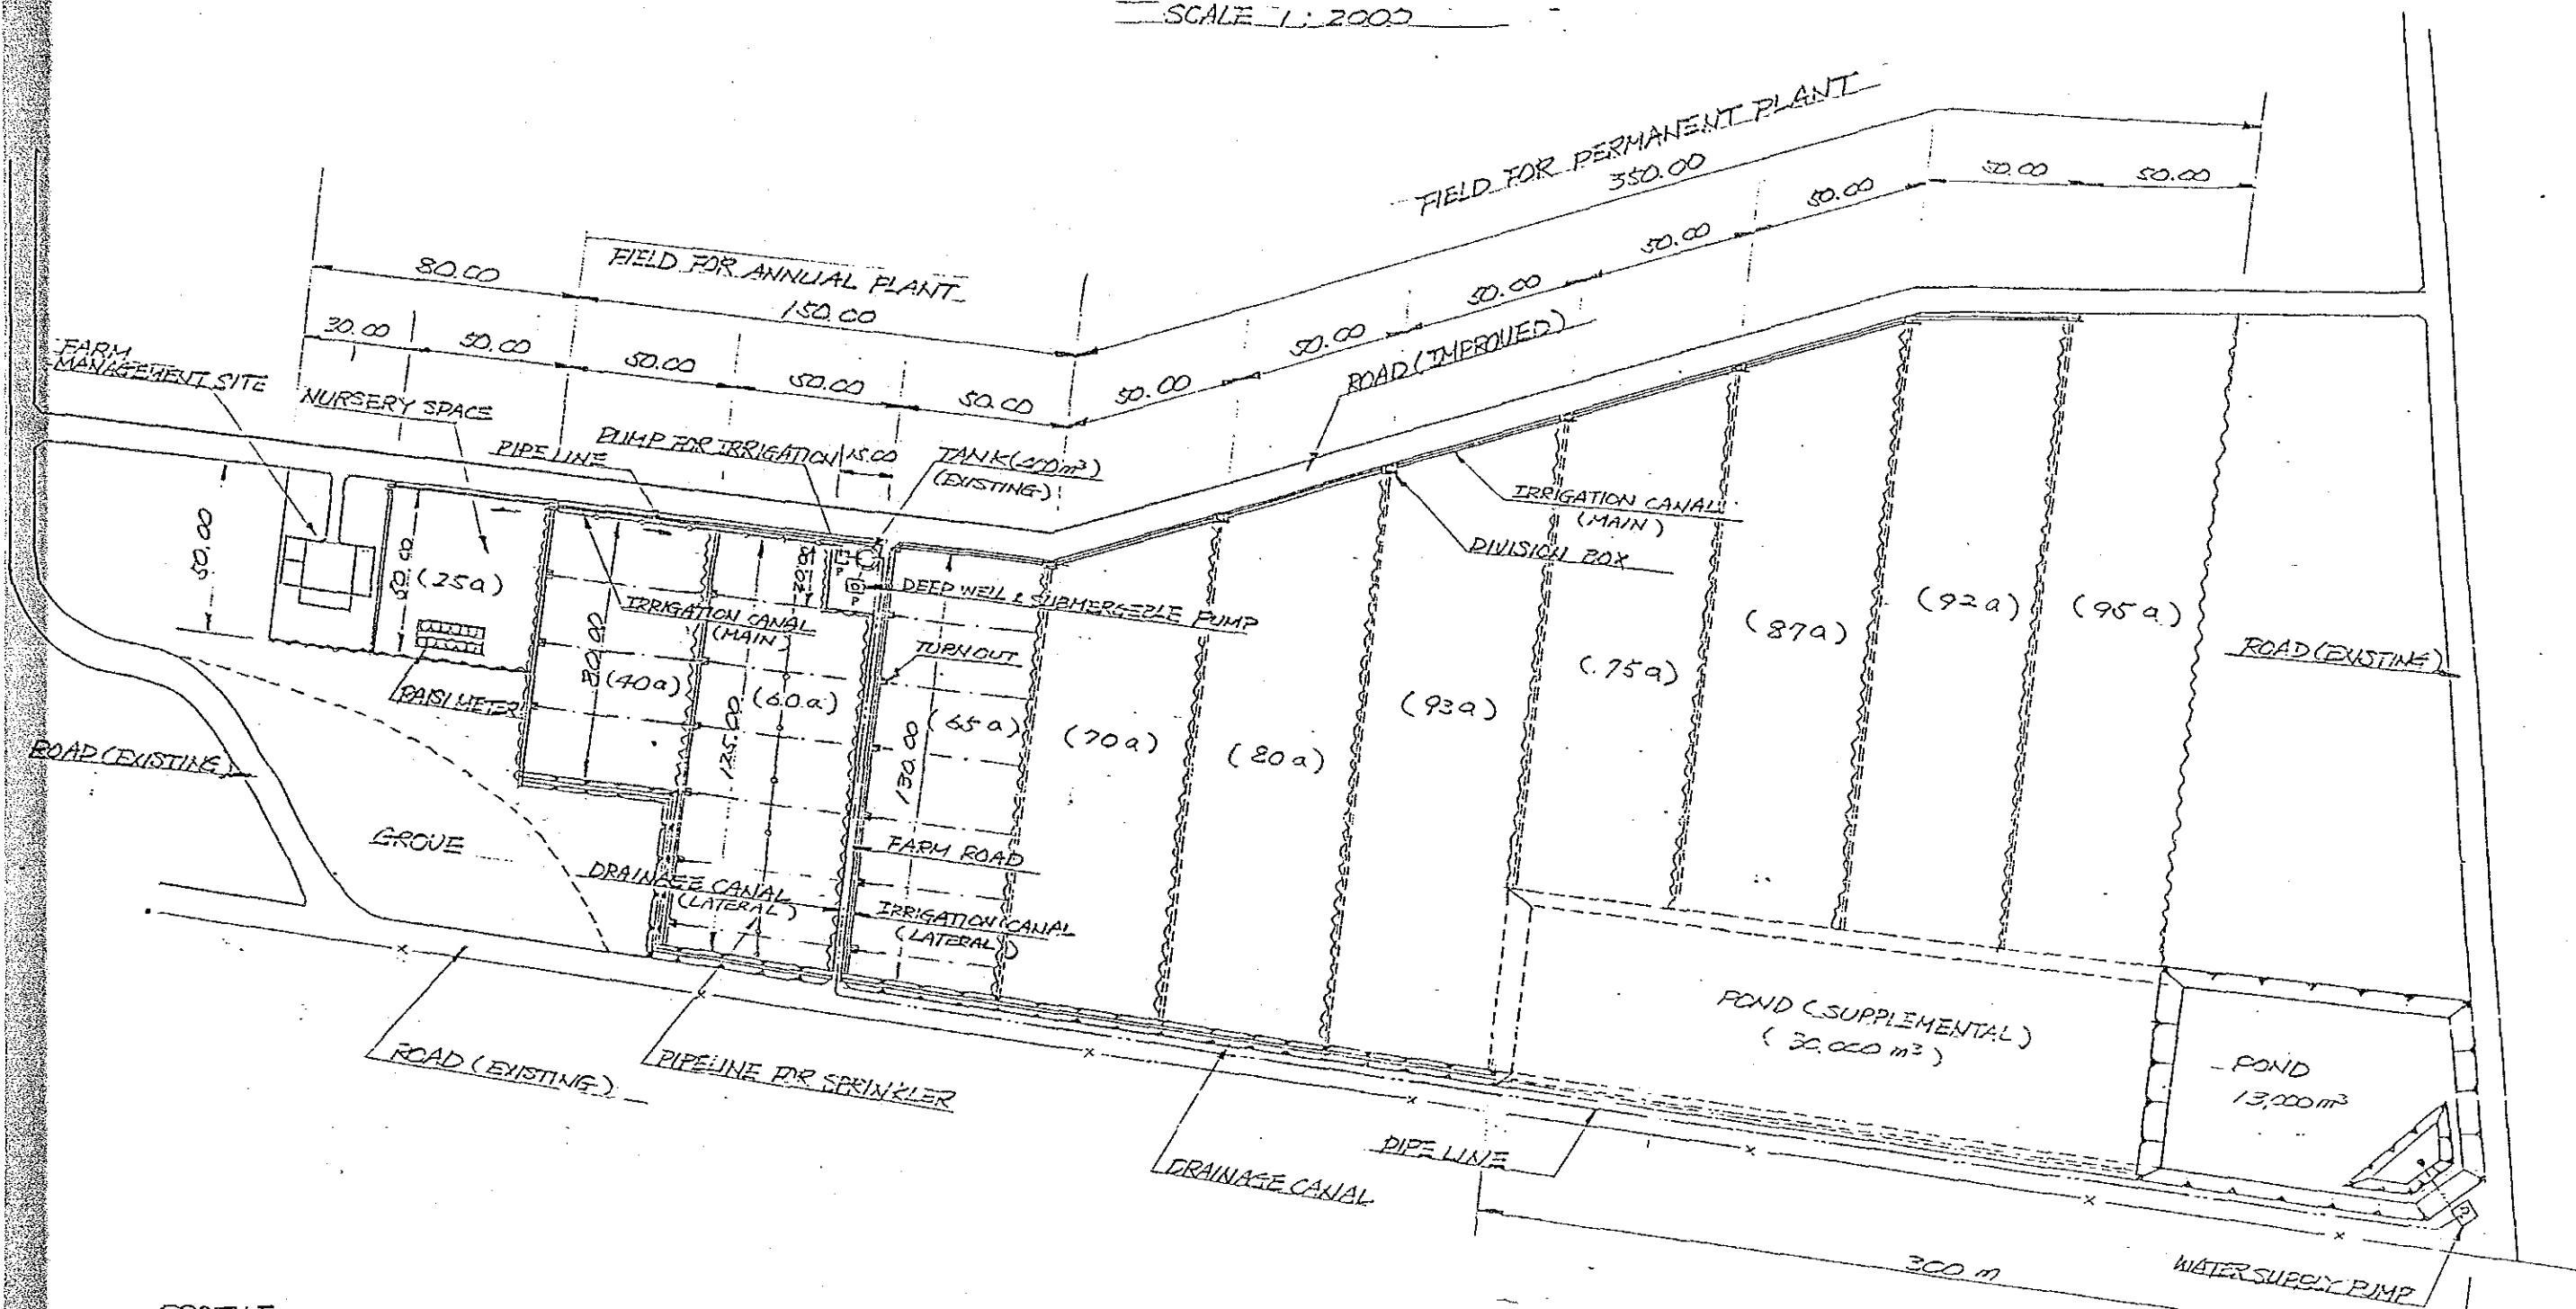 SCALE 1:2000
FIELD FOR PERMANENT PLANT
350.00
50.00
50.00
50.00
50.00
50.00
50.00
50.00
FIELD FOR ANNUAL PLANT
80.00
150.00
30.00
50.00
50.00
50.00
50.00
ROAD (IMPROVED)
FARM
MANAGEMENT SITE
NURSERY SPACE
PIPE LINE
PUMP FOR IRRIGATION
15.00
TANK
(EXISTING)
IRRIGATION CANAL
(MAIN)
DIVISION BOX
50.00
50.00
(25a)
20.00
P
P
DEEP WELL & SUBMERGEBLE PUMP
IRRIGATION CANAL
(MAIN)
TURNOUT
80.00
(40a)
125.00
(60a)
130.00
(65a)
(70a)
(80a)
(93a)
(75a)
(87a)
(92a)
(95a)
ROAD (EXISTING)
ROAD (EXISTING)
GROVE
FARM ROAD
DRAINAGE CANAL
(LATERAL)
IRRIGATION CANAL
(LATERAL)
POND (SUPPLEMENTAL)
(30,000 m³)
POND
13,000 m³
ROAD (EXISTING)
PIPELINE FOR SPRINKLER
DRAINAGE CANAL
PIPE LINE
300 m
WATER SUPPLY PUMP